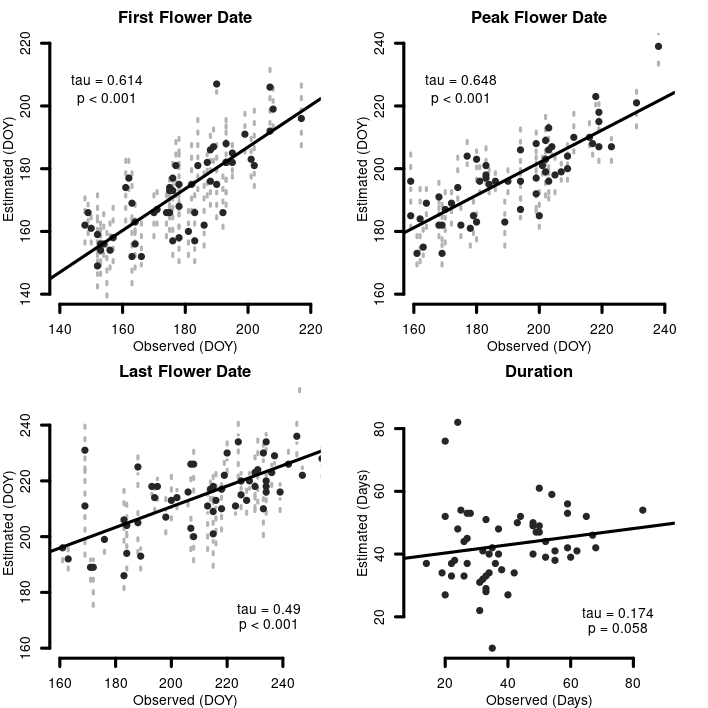 First Flower Date
tau = 0.614
p < 0.001
Estimated (DOY)
140 160 180 200 220
140 160 180 200 220
Observed (DOY)
Peak Flower Date
tau = 0.648
p < 0.001
Estimated (DOY)
160 180 200 220 240
160 180 200 220 240
Observed (DOY)
Last Flower Date
tau = 0.49
p < 0.001
Estimated (DOY)
160 180 200 220 240
160 180 200 220 240
Observed (DOY)
Duration
tau = 0.174
p = 0.058
Estimated (Days)
20 40 60 80
20 40 60 80
Observed (Days)